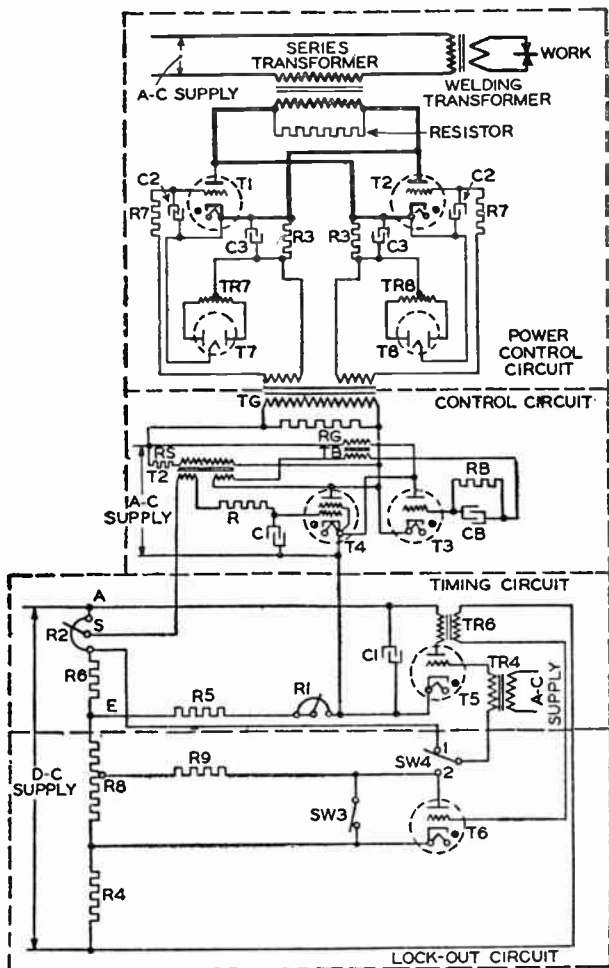 SERIES
TRANSFORMER
WORK
A-C SUPPLY
WELDING
TRANSFORMER
RESISTOR
C2
T1
T2
C2
R7
C3
R3
R3
C3
R7
TR7
TR8
T7
T8
POWER
CONTROL
CIRCUIT
TG
CONTROL CIRCUIT
RS
RG
TB
T2
RB
A-C
SUPPLY
R
C
T4
T3
CB
TIMING CIRCUIT
A
S
R2
TR6
C1
R6
TR4
A-C
SUPPLY
E
R5
R1
T5
1
D-C
SUPPLY
R8
R9
SW4
2
SW3
T6
R4
LOCK-OUT CIRCUIT